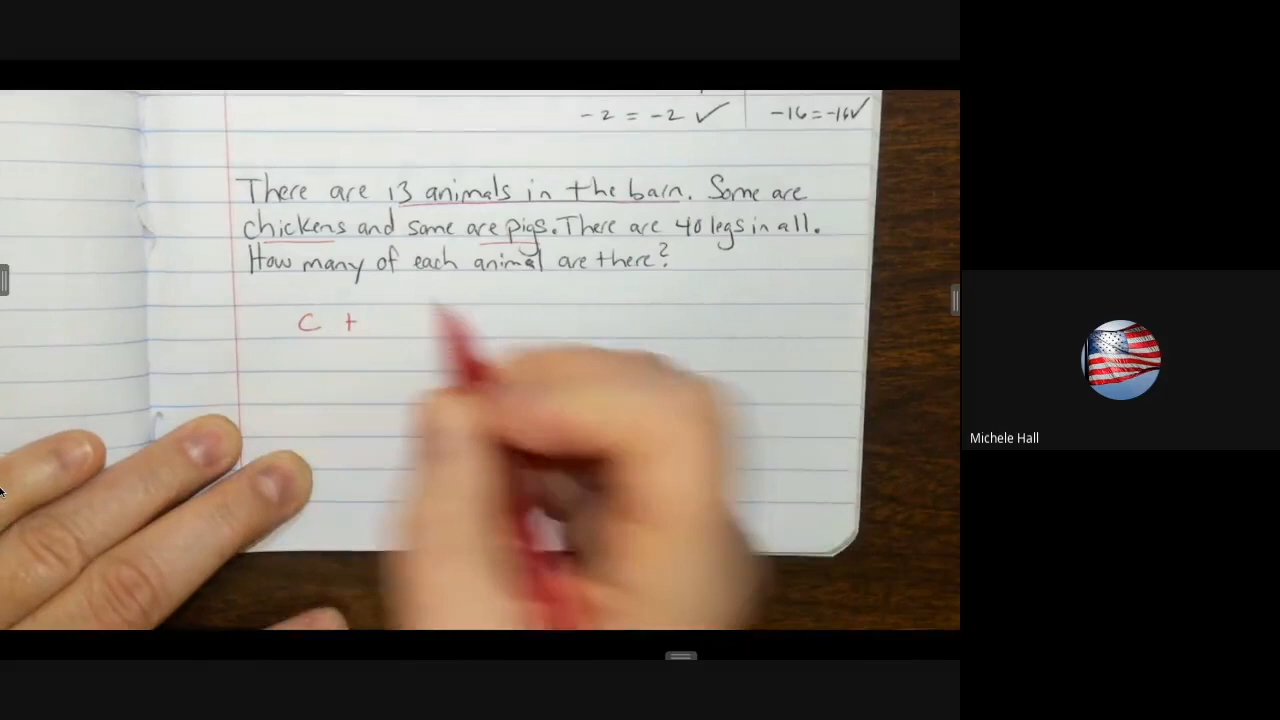 -2 = -2 ✓ -16=-16✓
There are 13 animals in the barn. Some are
chickens and some are pigs. There are 40 legs in all.
How many of each animal are there?
c +
Michele Hall